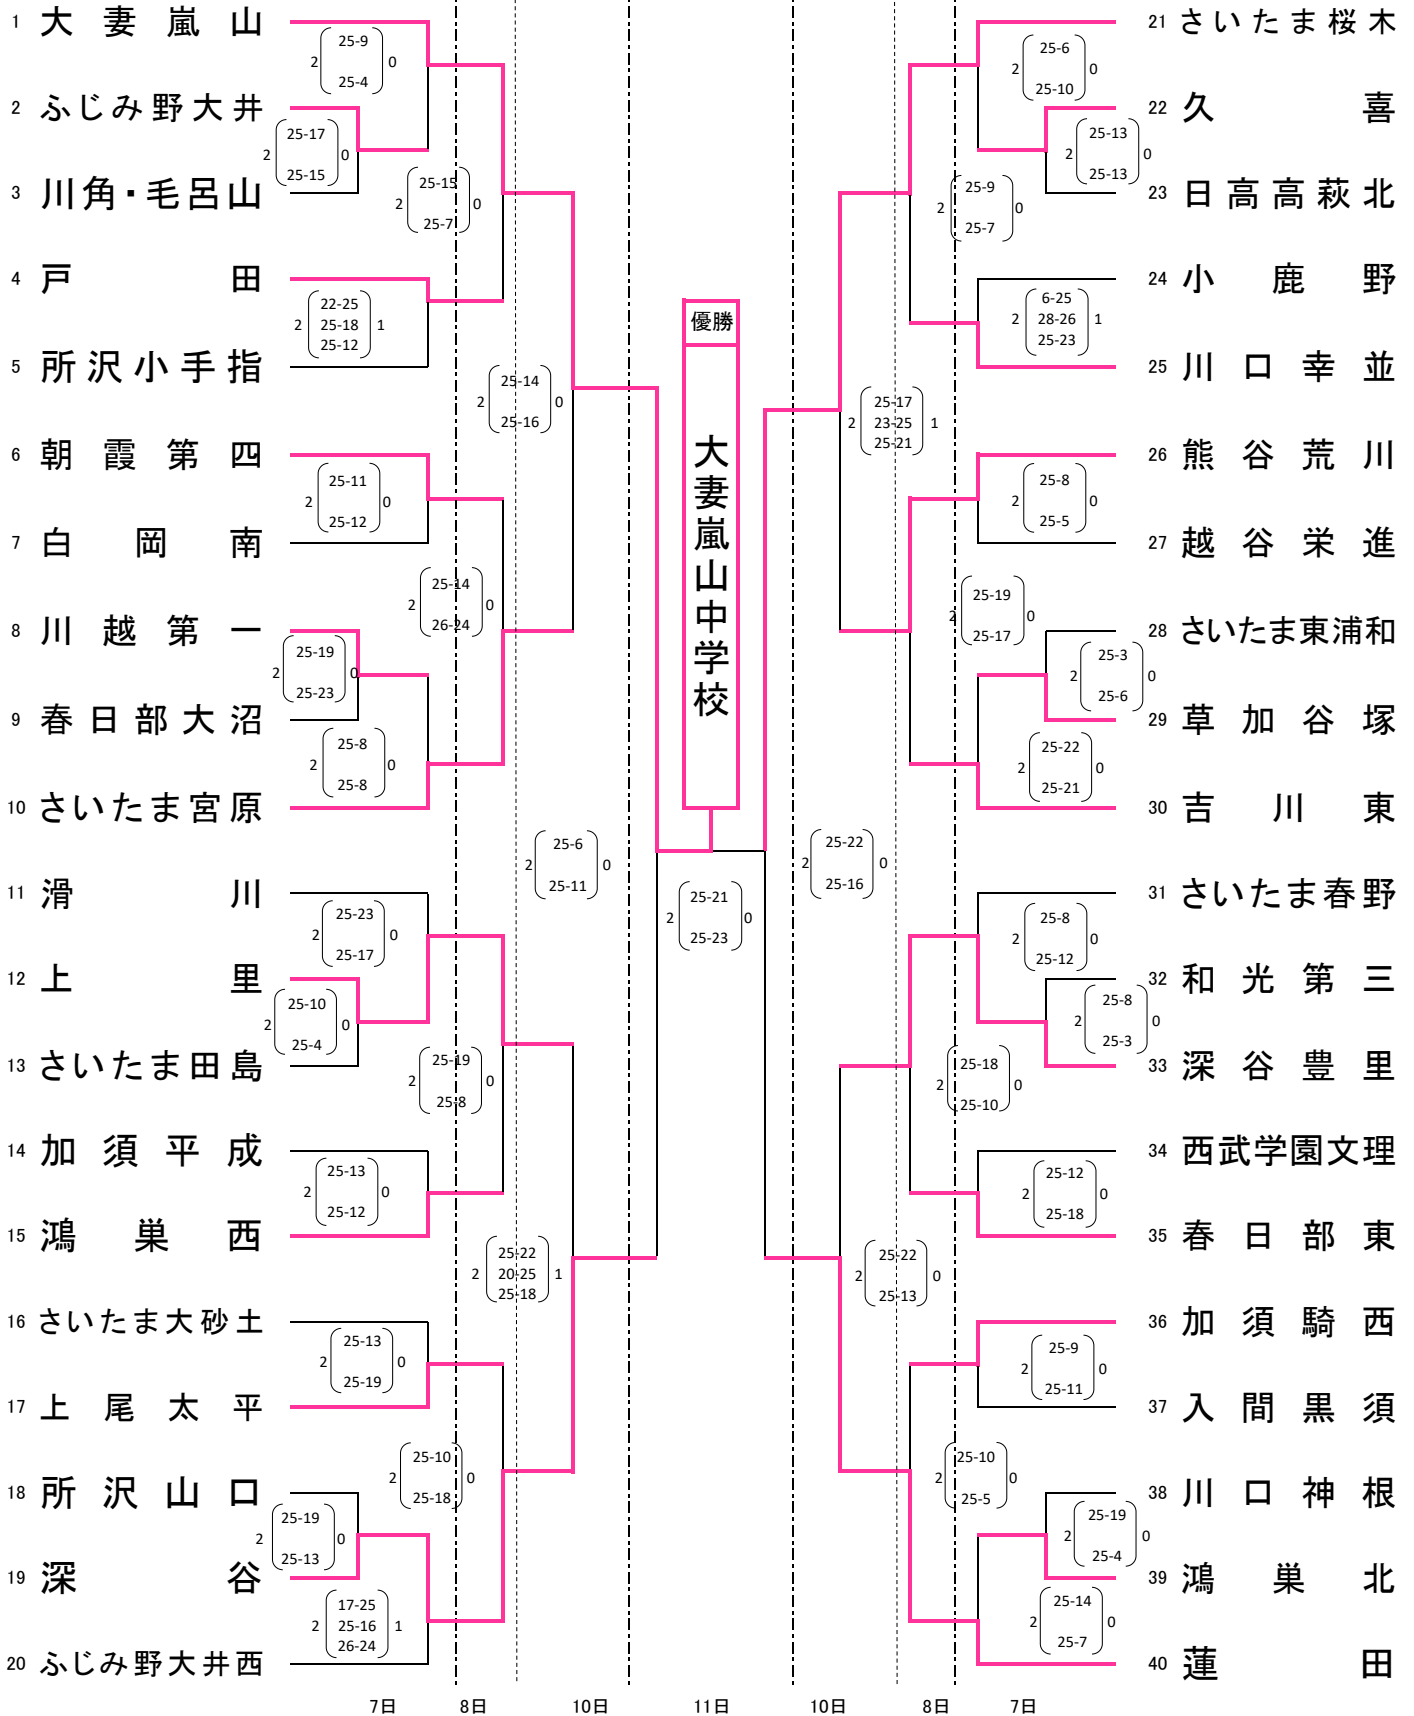 1 大妻嵐山
2 ふじみ野大井
3 川角・毛呂山
4 戸田
5 所沢小手指
6 朝霞第四
7 白岡南
8 川越第一
9 春日部大沼
10 さいたま宮原
11 滑川
12 上里
13 さいたま田島
14 加須平成
15 鴻巣西
16 さいたま大砂土
17 上尾太平
18 所沢山口
19 深谷
20 ふじみ野大井西
2 25-9 0
25-4
2 25-17 0
25-15
2 25-15 0
25-7
2 22-25 1
25-18
25-12
2 25-14 0
25-16
2 25-11 0
25-12
2 25-14 0
26-24
2 25-19 0
25-23
2 25-8 0
25-8
2 25-6 0
25-11
2 25-23 0
25-17
2 25-10 0
25-4
2 25-19 0
25-8
2 25-13 0
25-12
2 25-22 1
20-25
25-18
2 25-13 0
25-19
2 25-10 0
25-18
2 25-19 0
25-13
2 17-25 1
25-16
26-24
優勝
大妻嵐山中学校
2 25-21 0
25-23
2 25-6 0
25-10
2 25-13 0
25-13
2 25-9 0
25-7
2 6-25 1
28-26
25-23
2 25-17 1
23-25
25-21
2 25-8 0
25-5
2 25-19 0
25-17
2 25-3 0
25-6
2 25-22 0
25-21
2 25-22 0
25-16
2 25-8 0
25-12
2 25-8 0
25-3
2 25-18 0
25-10
2 25-12 0
25-18
2 25-22 0
25-13
2 25-9 0
25-11
2 25-10 0
25-5
2 25-19 0
25-4
2 25-14 0
25-7
21 さいたま桜木
22 久喜
23 日高高萩北
24 小鹿野
25 川口幸並
26 熊谷荒川
27 越谷栄進
28 さいたま東浦和
29 草加谷塚
30 吉川東
31 さいたま春野
32 和光第三
33 深谷豊里
34 西武学園文理
35 春日部東
36 加須騎西
37 入間黒須
38 川口神根
39 鴻巣北
40 蓮田
7日 8日 10日 11日 10日 8日 7日